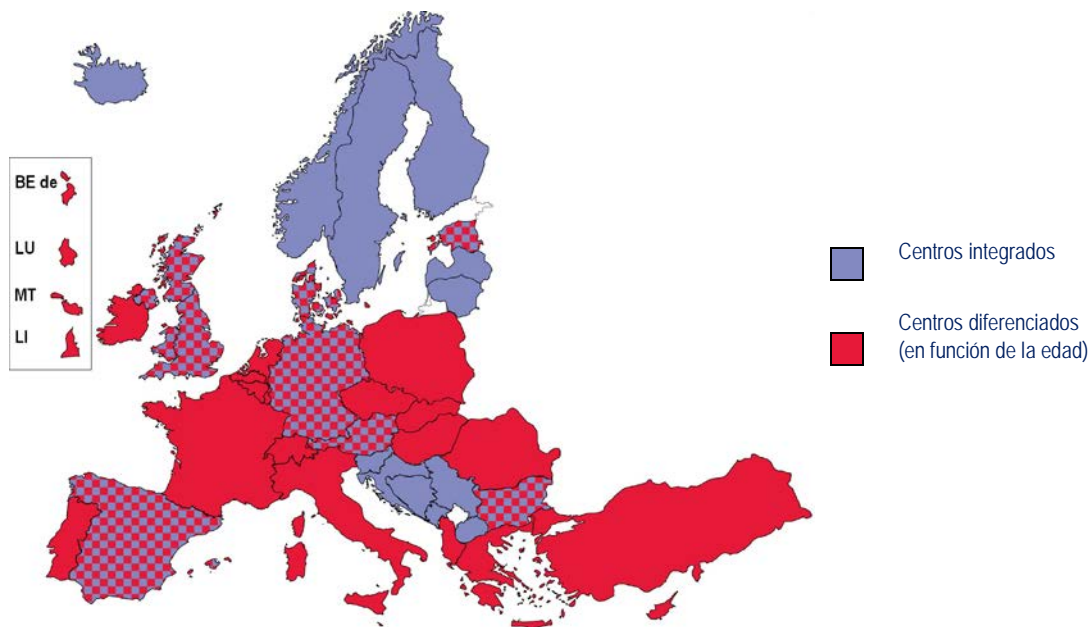 BE de
LU
MT
LI
Centros integrados
Centros diferenciados
(en función de la edad)